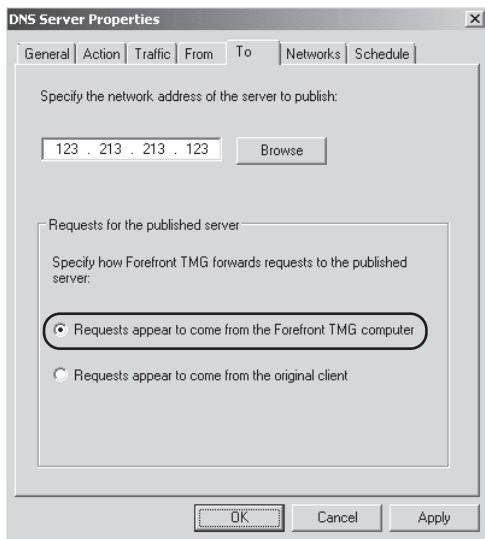 DNS Server Properties
General Action Traffic From To Networks Schedule
Specify the network address of the server to publish:
123 . 213 . 213 . 123 Browse
Requests for the published server
Specify how Forefront TMG forwards requests to the published
server:
Requests appear to come from the Forefront TMG computer
Requests appear to come from the original client
OK Cancel Apply